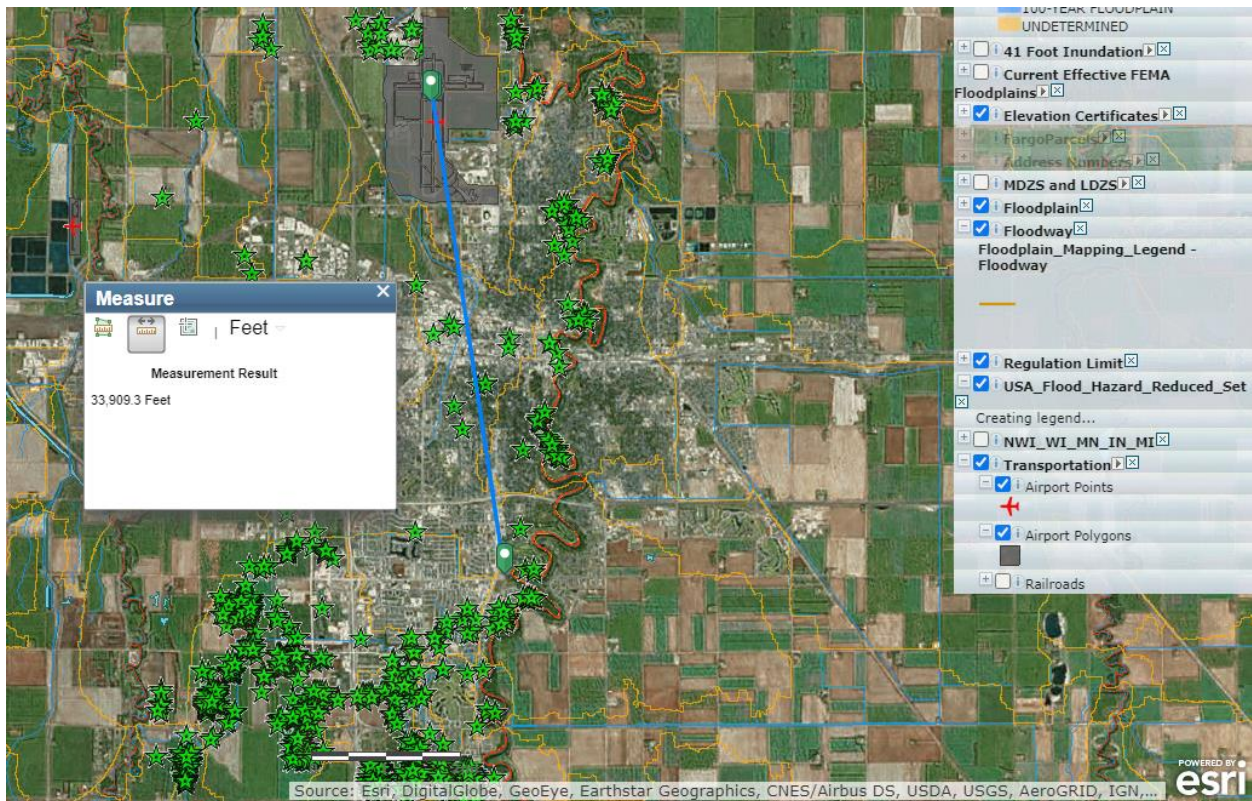 100-YEAR FLOODPLAIN
UNDETERMINED
41 Foot Inundation
Current Effective FEMA
Floodplains
Elevation Certificates
FargoParcels
Address Numbers
MDZS and LDZS
Floodplain
Floodway
Floodplain_Mapping_Legend -
Floodway
Regulation Limit
USA_Flood_Hazard_Reduced_Set
Creating legend...
NWI_WI_MN_IN_MI
Transportation
Airport Points
Airport Polygons
Railroads
Measure
| Feet
Measurement Result
33,909.3 Feet
POWERED BY
esri
Source: Esri, DigitalGlobe, GeoEye, Earthstar Geographics, CNES/Airbus DS, USDA, USGS, AeroGRID, IGN,...